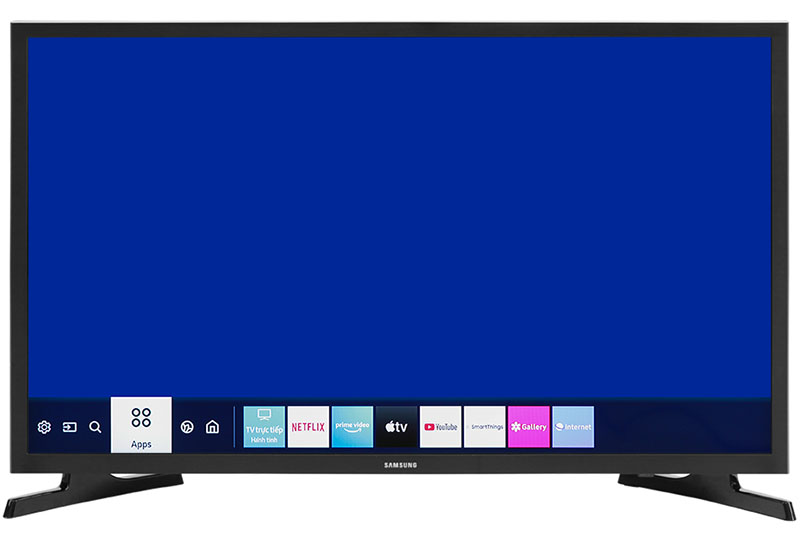 Apps
TV trực tiếp
Hành tinh
NETFLIX
prime video
tv
YouTube
SmartThings
Gallery
internet
SAMSUNG